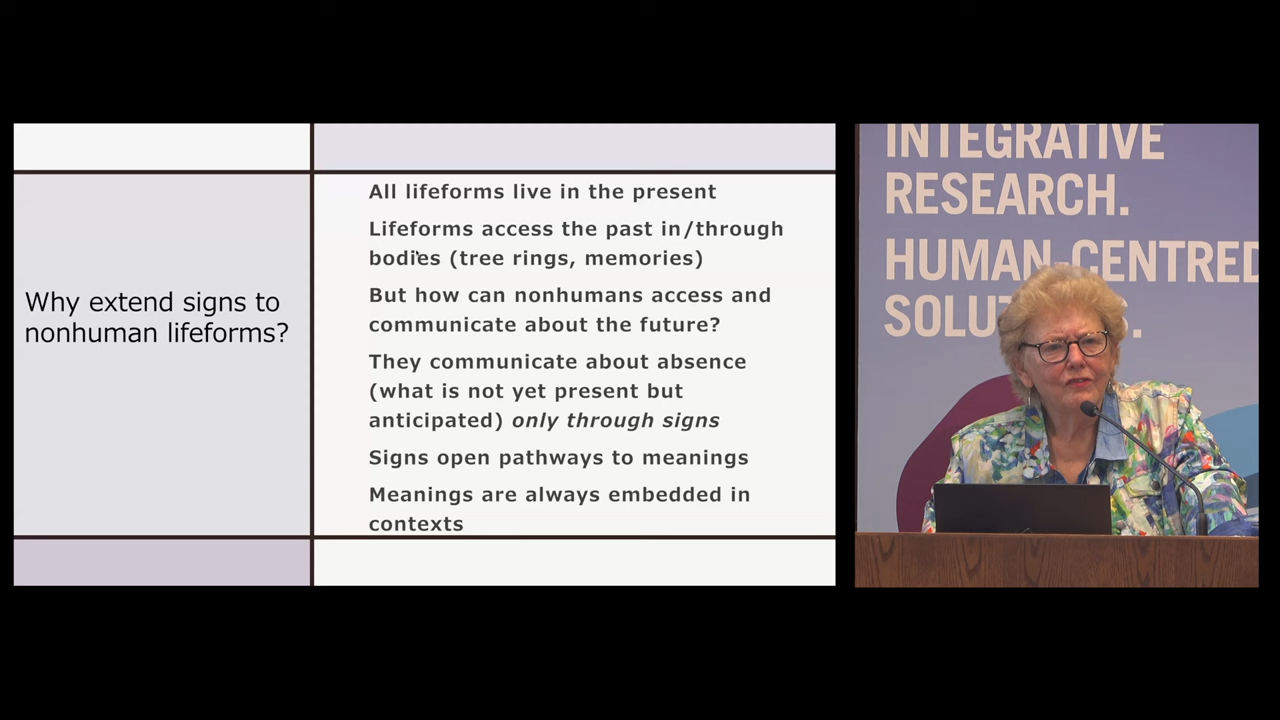 Why extend signs to
nonhuman lifeforms?
All lifeforms live in the present
Lifeforms access the past in/through
bodies (tree rings, memories)
But how can nonhumans access and
communicate about the future?
They communicate about absence
(what is not yet present but
anticipated) only through signs
Signs open pathways to meanings
Meanings are always embedded in
contexts
INTEGRATIVE
RESEARCH.
HUMAN-CENTRED